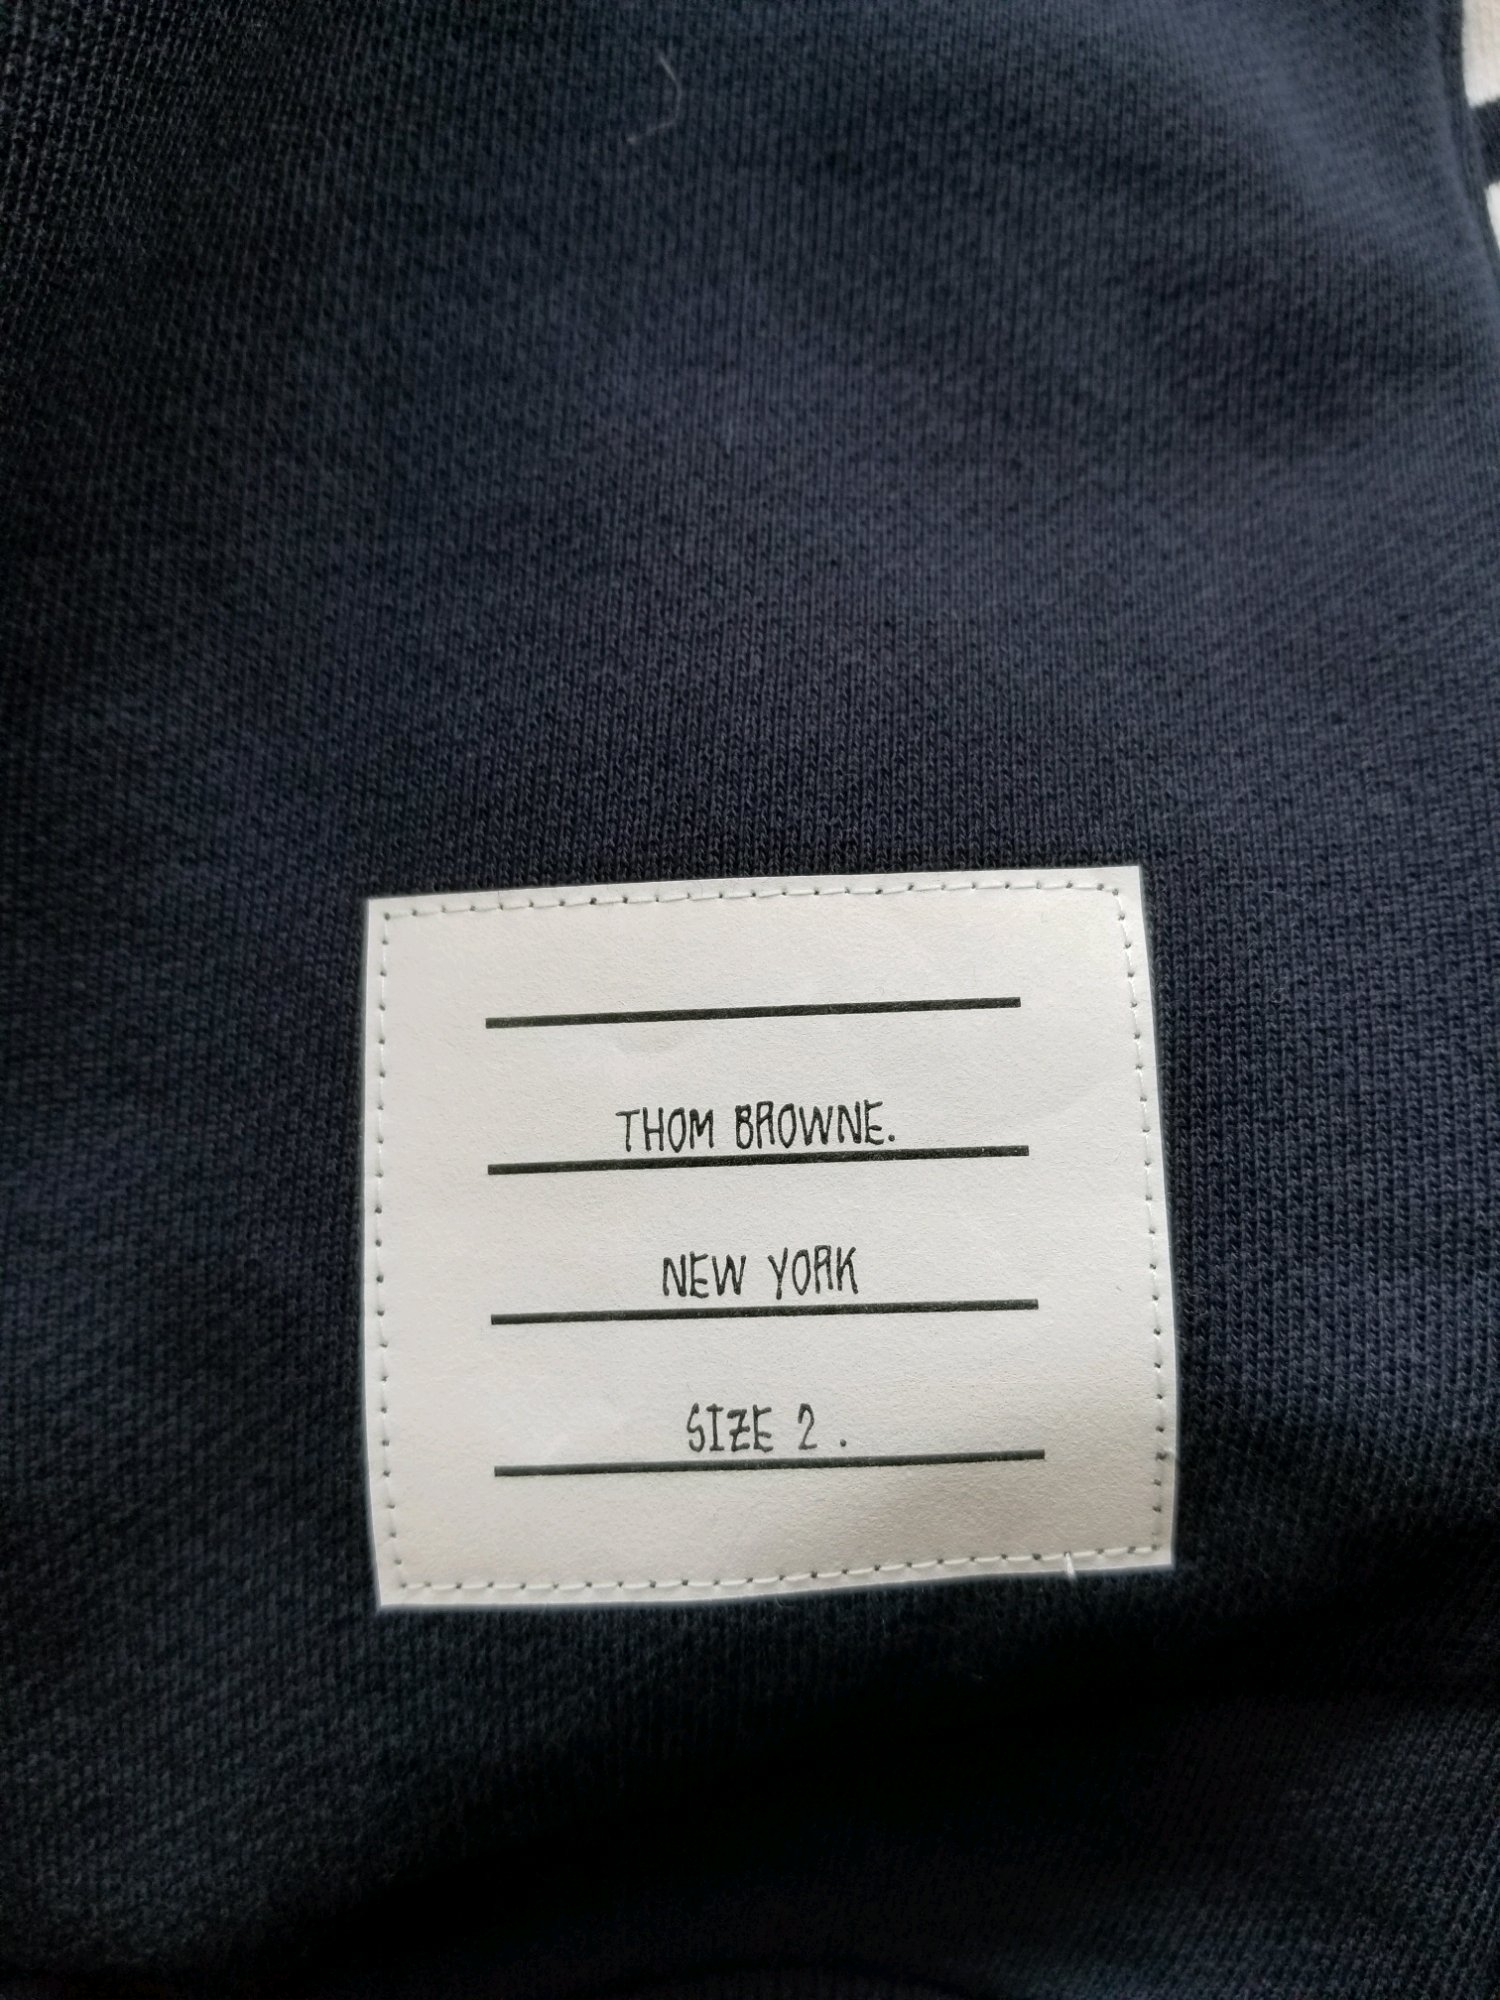 THOM BROWNE.
NEW YORK
SIZE 2 .